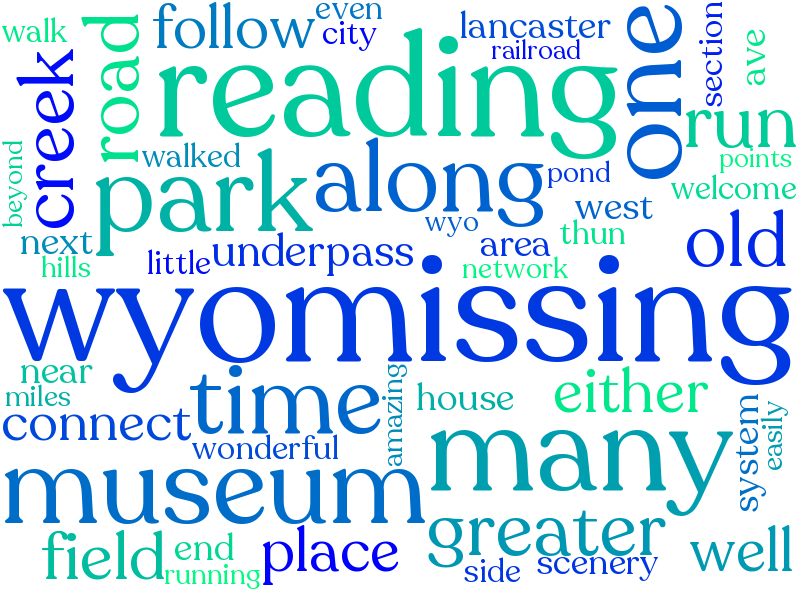 walk
follow
even
city
lancaster
railroad
one
section
ave
creek
road
reading
run
walked
points
beyond
park
along
pond
welcome
next
hills
little
underpass
wyo
area
west
thun
network
old
wyomissing
near
miles
connect
time
wonderful
amazing
house
either
system
easily
museum
many
field
end
running
place
greater
side
scenery
well